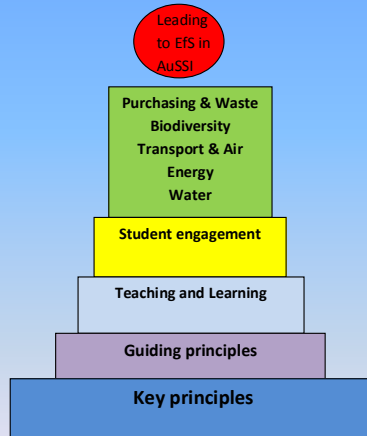 Leading
to EfS in
AuSSI
Purchasing & Waste
Biodiversity
Transport & Air
Energy
Water
Student engagement
Teaching and Learning
Guiding principles
Key principles